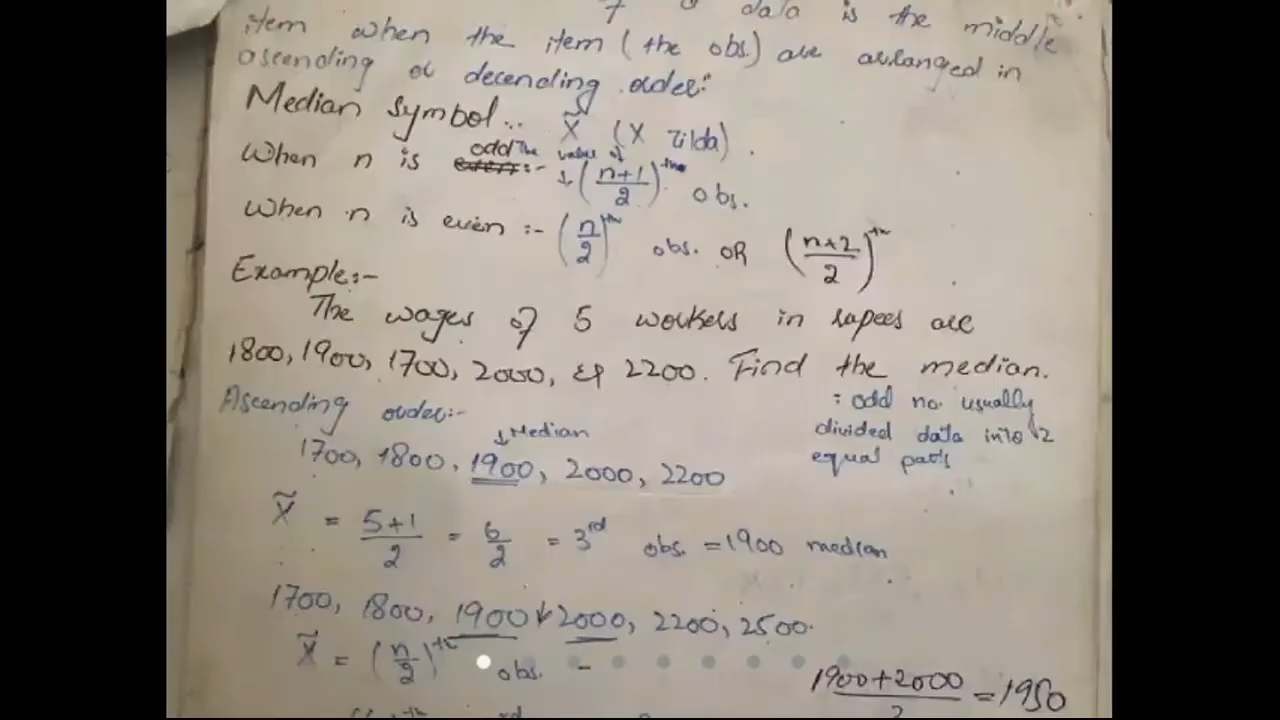 data is the middle
item when the item (the obs.) are arranged in
ascending or decending order:
Median Symbol... X̃ (X Tilda).
When n is odd:- The value of ↓ (n+1/2)th obs.
When n is even :- (n/2)th obs. OR (n+2/2)th
Example:-
The wages of 5 workers in rupees are
1800, 1900, 1700, 2000, & 2200. Find the median.
Ascending order:-
: odd no. usually
divided data into 2
equal parts
↓Median
1700, 1800, 1900, 2000, 2200
X̃ = 5+1/2 = 6/2 = 3rd obs. = 1900 median
1700, 1800, 1900 ↓ 2000, 2200, 2500.
X̃ = (n/2)th obs. -
1900+2000/2 = 1950